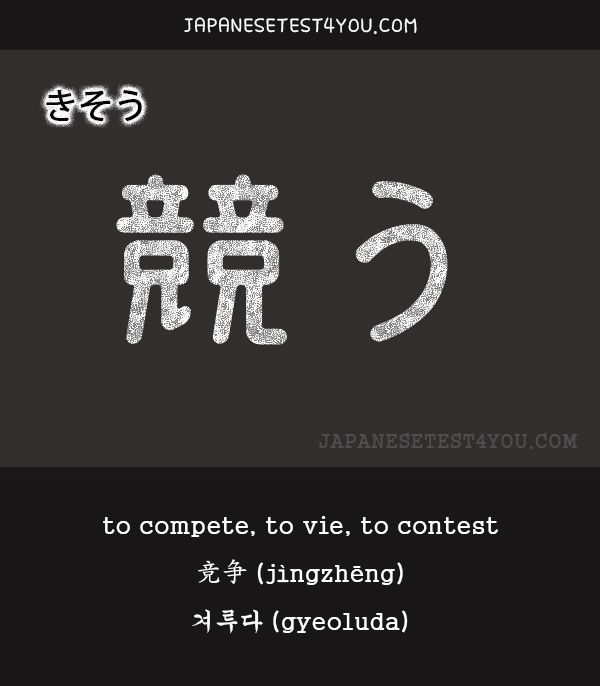 JAPANESETEST4YOU.COM
きそう
競う
JAPANESETEST4YOU.COM
to compete, to vie, to contest
竞争 (jìngzhēng)
겨루다 (gyeoluda)